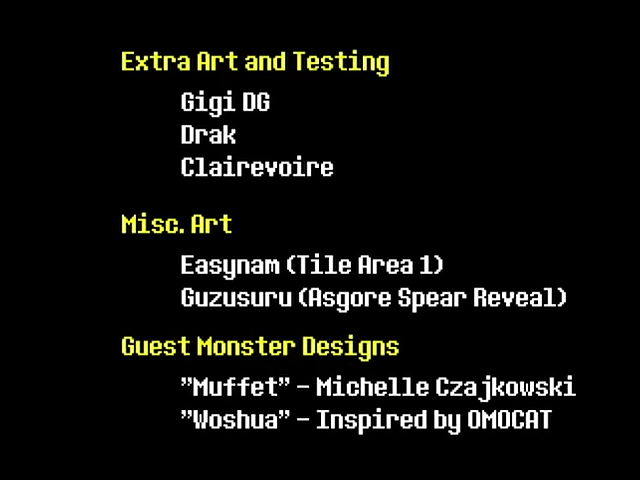 Extra Art and Testing
Gigi DG
Drak
Clairevoire
Misc. Art
Easynam (Tile Area 1)
Guzusuru (Asgore Spear Reveal)
Guest Monster Designs
"Muffet" - Michelle Czajkowski
"Woshua" - Inspired by OMOCAT